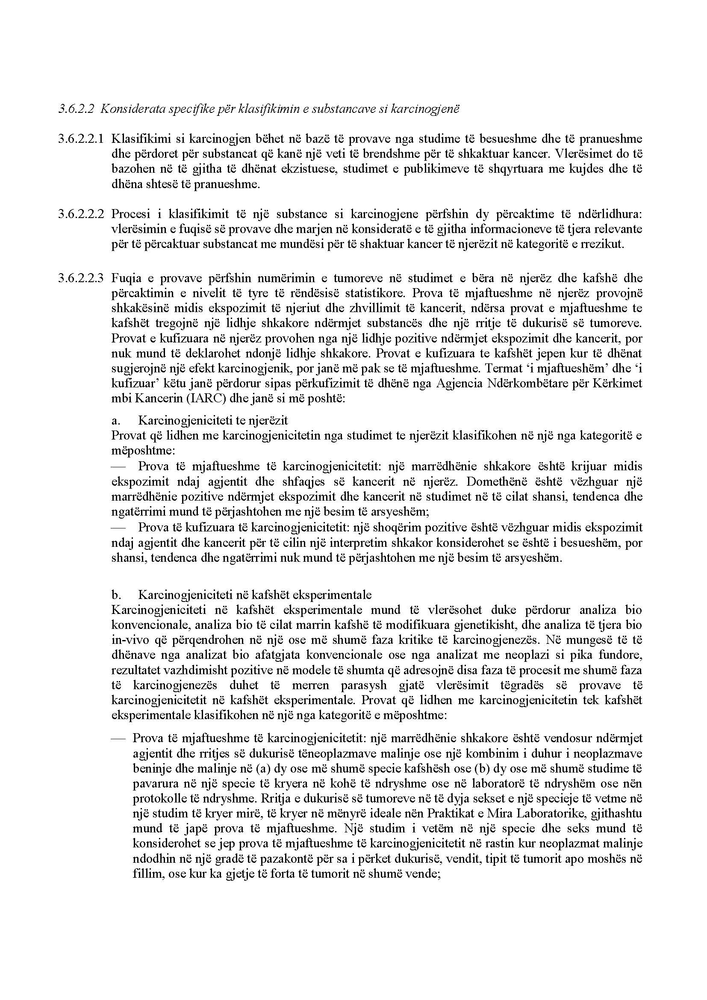 3.6.2.2 Konsiderata specifike për klasifikimin e substancave si karcinogjenë
3.6.2.2.1 Klasifikimi si karcinogjen bëhet në bazë të provave nga studime të besueshme dhe të pranueshme
dhe përdoret për substancat që kanë një veti të brendshme për të shkaktuar kancer. Vlerësimet do të
bazohen në të gjitha të dhënat ekzistuese, studimet e publikimeve të shqyrtuara me kujdes dhe të
dhëna shtesë të pranueshme.
3.6.2.2.2 Procesi i klasifikimit të një substance si karcinogjene përfshin dy përcaktime të ndërlidhura:
vlerësimin e fuqisë së provave dhe marjen në konsideratë e të gjitha informacioneve të tjera relevante
për të përcaktuar substancat me mundësi për të shaktuar kancer të njerëzit në kategoritë e rrezikut.
3.6.2.2.3 Fuqia e provave përfshin numërimin e tumoreve në studimet e bëra në njerëz dhe kafshë dhe
përcaktimin e nivelit të tyre të rëndësisë statistikore. Prova të mjaftueshme në njerëz provojnë
shkakësinë midis ekspozimit të njeriut dhe zhvillimit të kancerit, ndërsa provat e mjaftueshme te
kafshët tregojnë një lidhje shkakore ndërmjet substancës dhe një rritje të dukurisë së tumoreve.
Provat e kufizuara në njerëz provohen nga një lidhje pozitive ndërmjet ekspozimit dhe kancerit, por
nuk mund të deklarohet ndonjë lidhje shkakore. Provat e kufizuara te kafshët jepen kur të dhënat
sugjerojnë një efekt karcinogjenik, por janë më pak se të mjaftueshme. Termat ‘i mjaftueshëm’ dhe ‘i
kufizuar’ këtu janë përdorur sipas përkufizimit të dhënë nga Agjencia Ndërkombëtare për Kërkimet
mbi Kancerin (IARC) dhe janë si më poshtë:
a. Karcinogjeniciteti te njerëzit
Provat që lidhen me karcinogjenicitetin nga studimet te njerëzit klasifikohen në një nga kategoritë e
mëposhtme:
— Prova të mjaftueshme të karcinogjenicitetit: një marrëdhënie shkakore është krijuar midis
ekspozimit ndaj agjentit dhe shfaqjes së kancerit në njerëz. Domethënë është vëzhguar një
marrëdhënie pozitive ndërmjet ekspozimit dhe kancerit në studimet në të cilat shansi, tendenca dhe
ngatërrimi mund të përjashtohen me një besim të arsyeshëm;
— Prova të kufizuara të karcinogjenicitetit: një shoqërim pozitive është vëzhguar midis ekspozimit
ndaj agjentit dhe kancerit për të cilin një interpretim shkakor konsiderohet se është i besueshëm, por
shansi, tendenca dhe ngatërrimi nuk mund të përjashtohen me një besim të arsyeshëm.
b. Karcinogjeniciteti në kafshët eksperimentale
Karcinogjeniciteti në kafshët eksperimentale mund të vlerësohet duke përdorur analiza bio
konvencionale, analiza bio të cilat marrin kafshë të modifikuara gjenetikisht, dhe analiza të tjera bio
in-vivo që përqendrohen në një ose më shumë faza kritike të karcinogjenezës. Në mungesë të të
dhënave nga analizat bio afatgjata konvencionale ose nga analizat me neoplazi si pika fundore,
rezultatet vazhdimisht pozitive në modele të shumta që adresojnë disa faza të procesit me shumë faza
të karcinogjenezës duhet të merren parasysh gjatë vlerësimit tëgradës së provave të
karcinogjenicitetit në kafshët eksperimentale. Provat që lidhen me karcinogjenicitetin tek kafshët
eksperimentale klasifikohen në një nga kategoritë e mëposhtme:
— Prova të mjaftueshme të karcinogjenicitetit: një marrëdhënie shkakore është vendosur ndërmjet
agjentit dhe rritjes së dukurisë tëneoplazmave malinje ose një kombinim i duhur i neoplazmave
beninje dhe malinje në (a) dy ose më shumë specie kafshësh ose (b) dy ose më shumë studime të
pavarura në një specie të kryera në kohë të ndryshme ose në laboratorë të ndryshëm ose nën
protokolle të ndryshme. Rritja e dukurisë së tumoreve në të dyja sekset e një specieje të vetme në
një studim të kryer mirë, të kryer në mënyrë ideale nën Praktikat e Mira Laboratorike, gjithashtu
mund të japë prova të mjaftueshme. Një studim i vetëm në një specie dhe seks mund të
konsiderohet se jep prova të mjaftueshme të karcinogjenicitetit në rastin kur neoplazmat malinje
ndodhin në një gradë të pazakontë për sa i përket dukurisë, vendit, tipit të tumorit apo moshës në
fillim, ose kur ka gjetje të forta të tumorit në shumë vende;